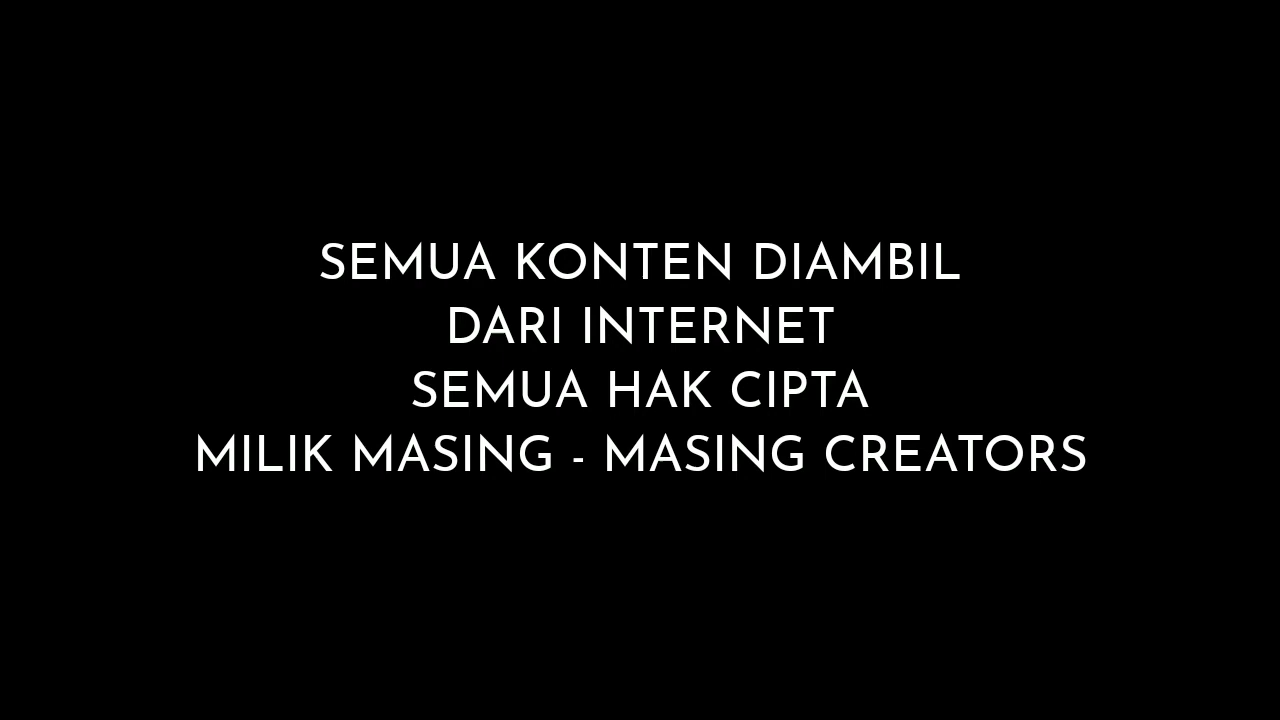 SEMUA KONTEN DIAMBIL
DARI INTERNET
SEMUA HAK CIPTA
MILIK MASING - MASING CREATORS